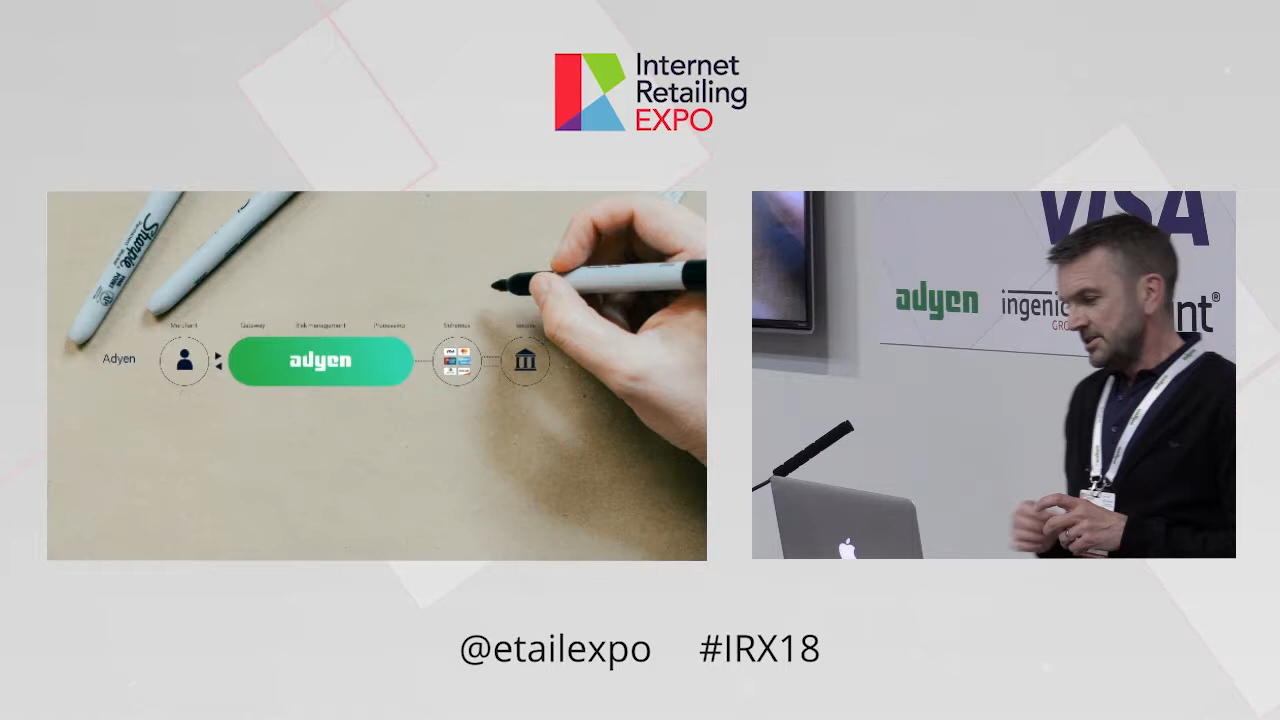 Internet
Retailing
EXPO
Sharpie
Merchant Gateway Risk management Processing Schemes Issuers
Adyen
adyen
VISA
adyen
ingenic
GRO
nt®
@etailexpo #IRX18